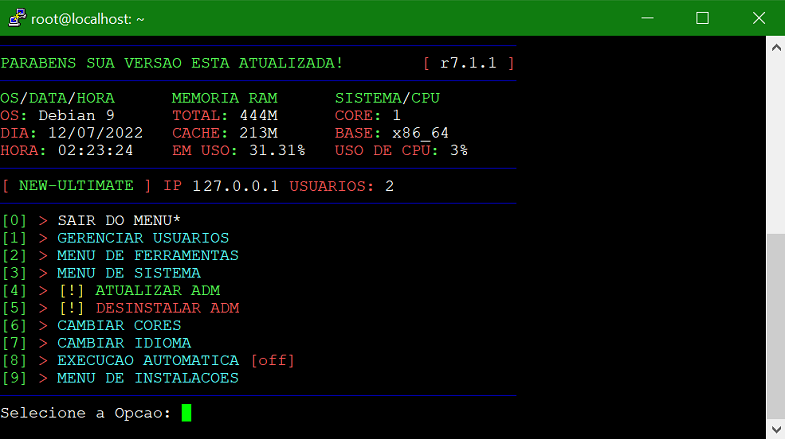 root@localhost: ~
PARABENS SUA VERSAO ESTA ATUALIZADA! [ r7.1.1 ]
OS/DATA/HORA MEMORIA RAM SISTEMA/CPU
OS: Debian 9 TOTAL: 444M CORE: 1
DIA: 12/07/2022 CACHE: 213M BASE: x86_64
HORA: 02:23:24 EM USO: 31.31% USO DE CPU: 3%
[ NEW-ULTIMATE ] IP 127.0.0.1 USUARIOS: 2
[0] > SAIR DO MENU*
[1] > GERENCIAR USUARIOS
[2] > MENU DE FERRAMENTAS
[3] > MENU DE SISTEMA
[4] > [!] ATUALIZAR ADM
[5] > [!] DESINSTALAR ADM
[6] > CAMBIAR CORES
[7] > CAMBIAR IDIOMA
[8] > EXECUCAO AUTOMATICA [off]
[9] > MENU DE INSTALACOES
Selecione a Opcao: